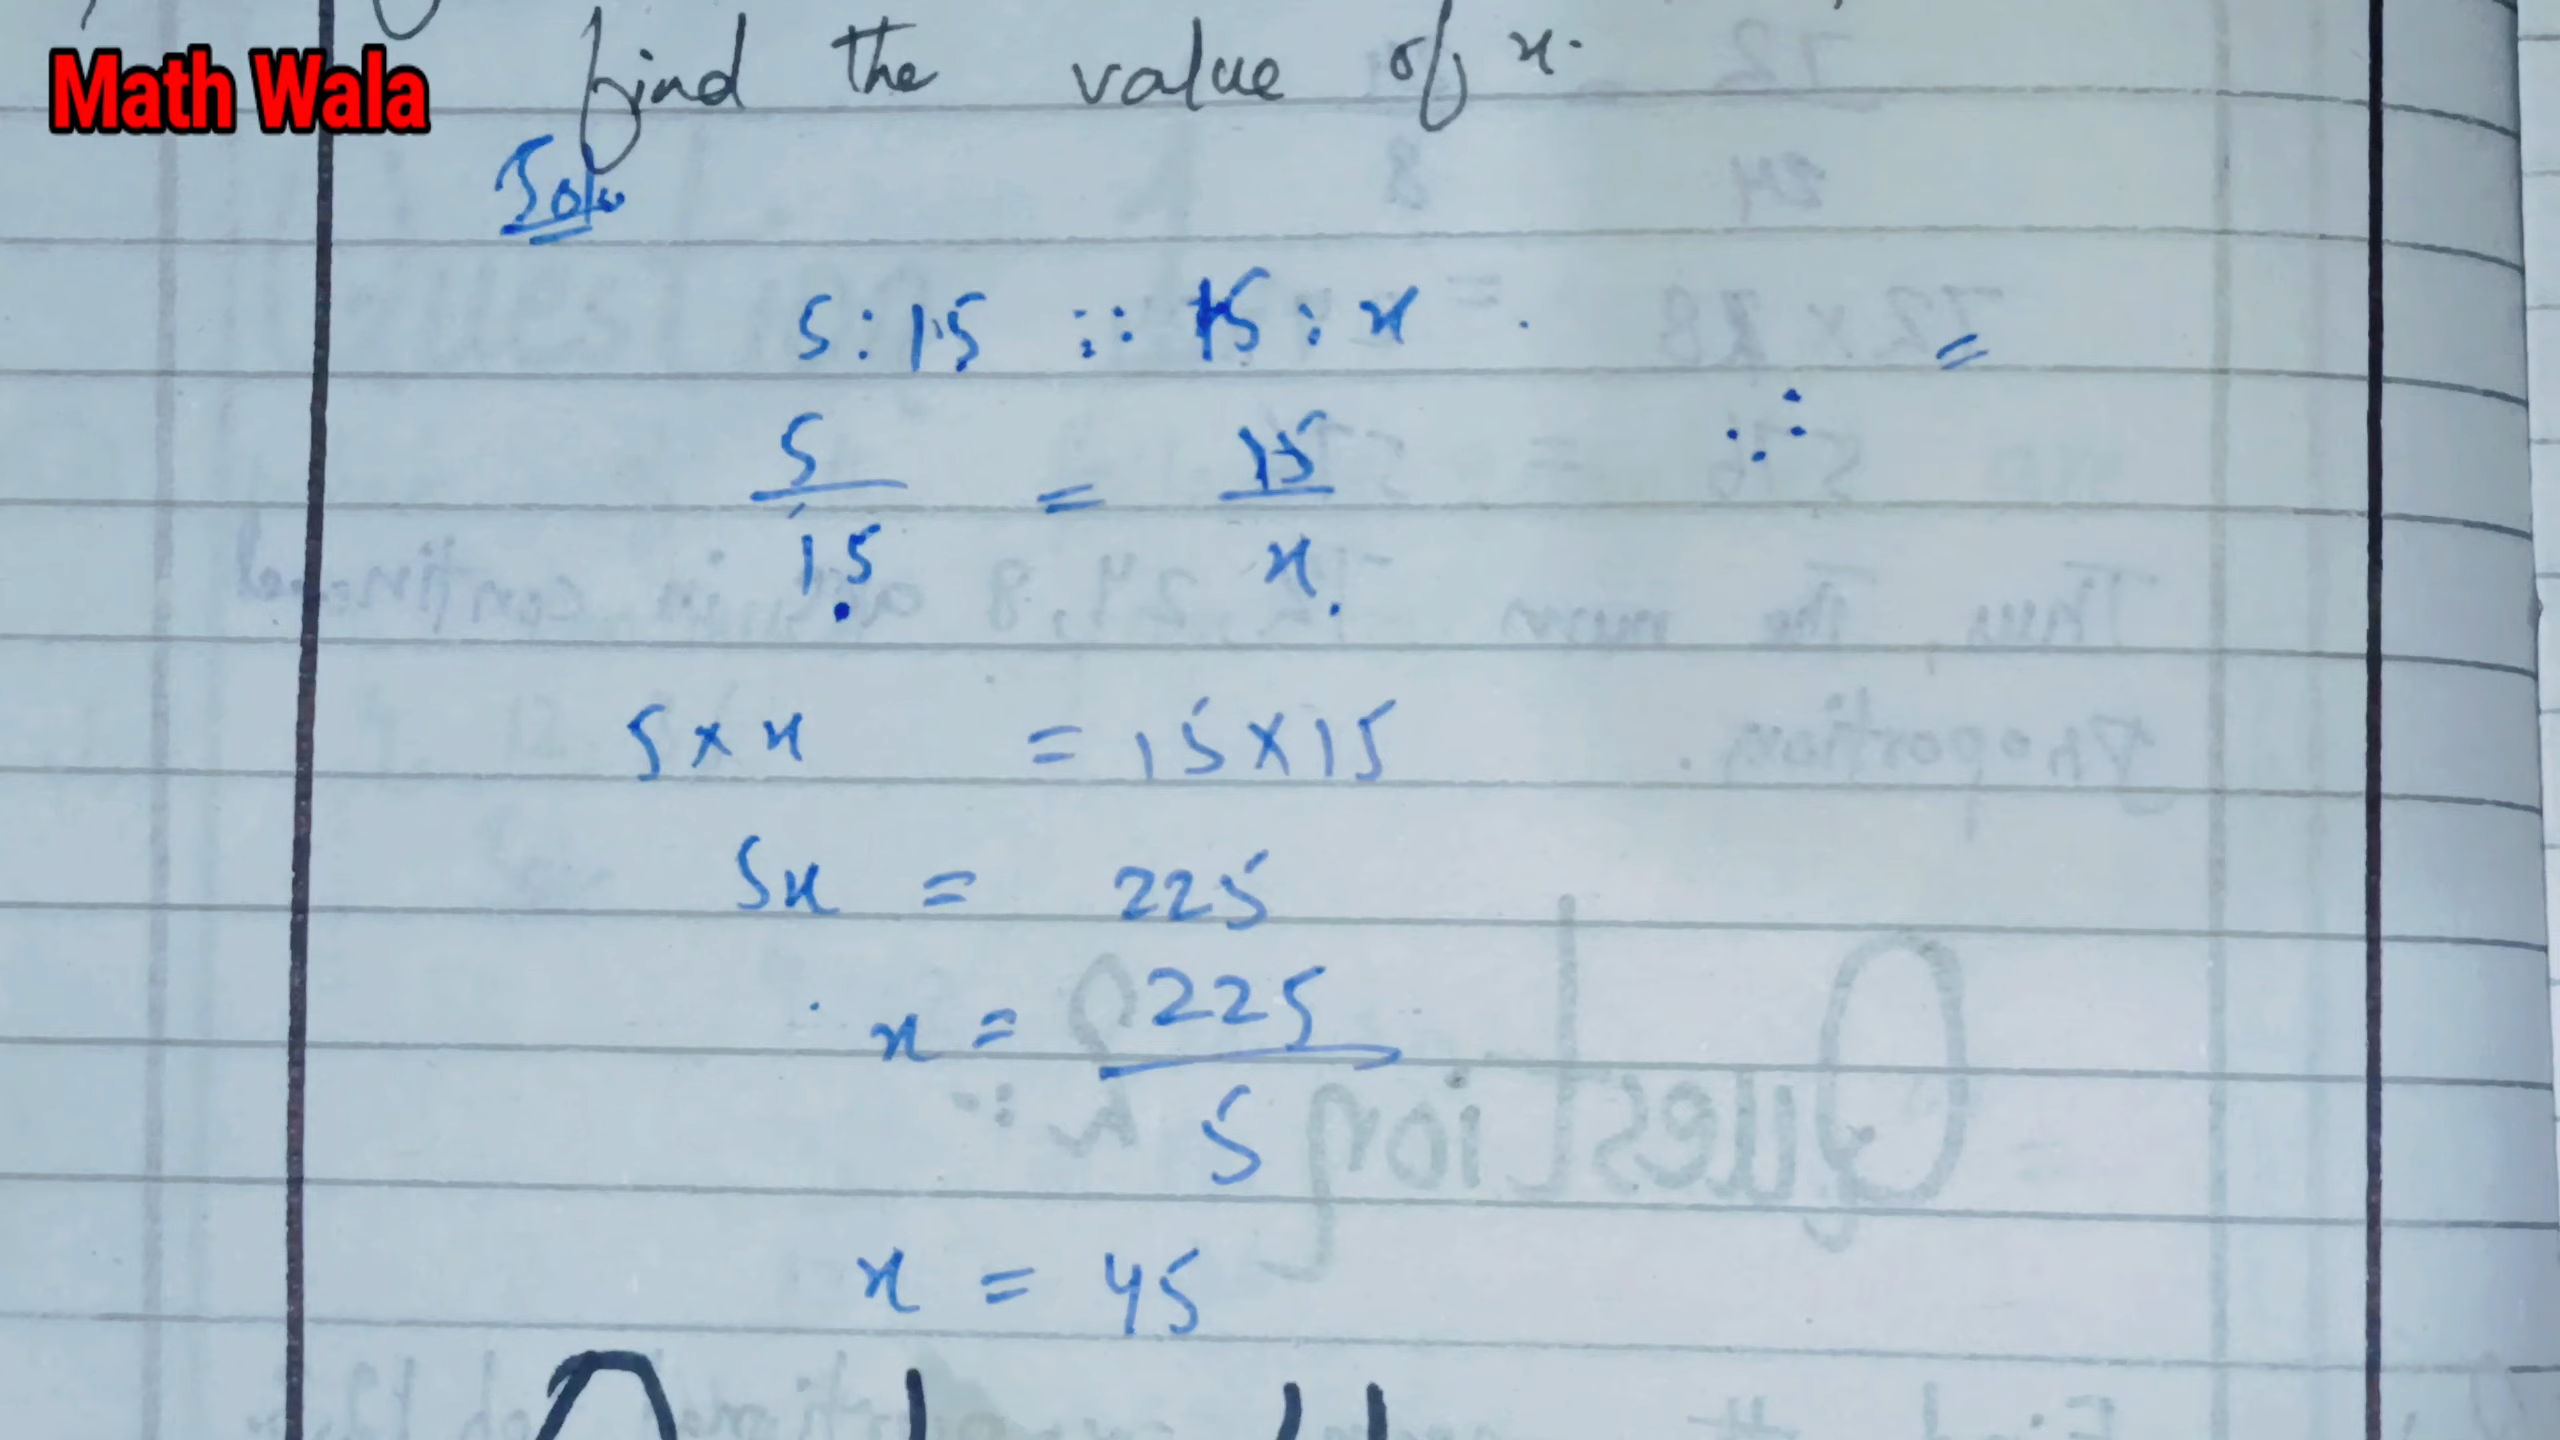 Math Wala
find the value of x.
Sol:
5:15 :: 15:x
5/15 = 15/x
5 × x = 15 × 15
5x = 225
x = 225/5
x = 45